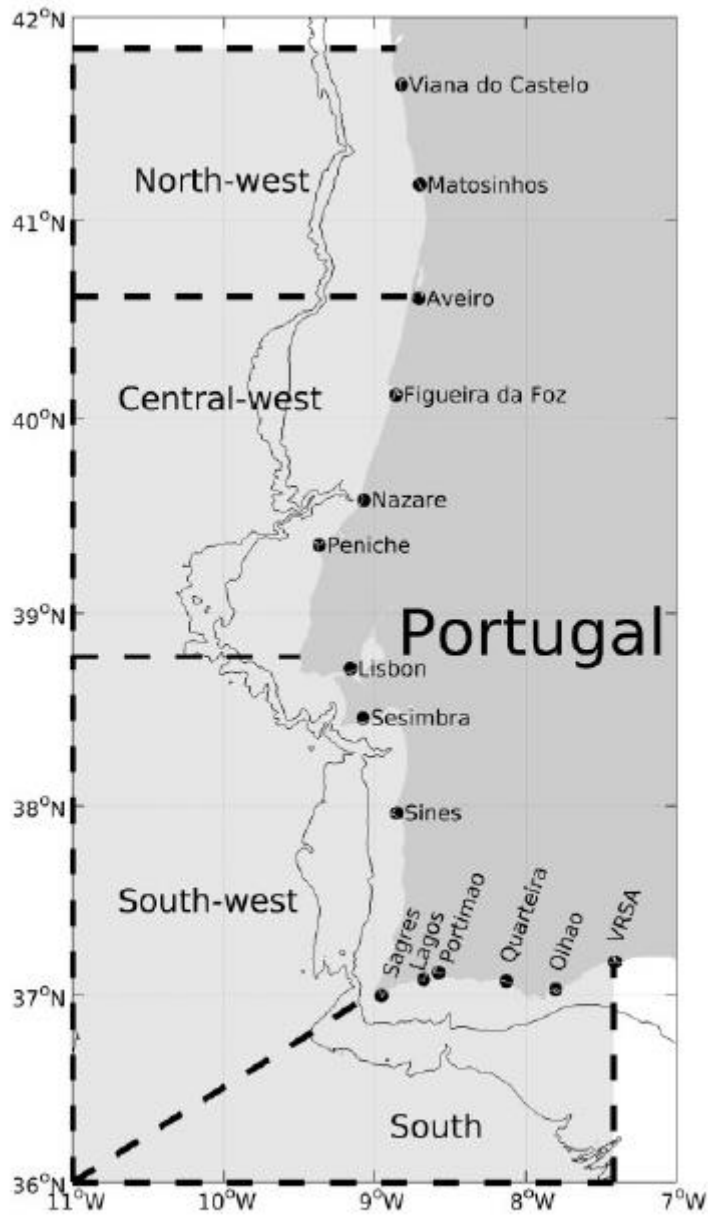 42°N
Viana do Castelo
North-west
Matosinhos
41°N
Aveiro
Central-west
Figueira da Foz
40°N
Nazare
Peniche
39°N
Portugal
Lisbon
Sesimbra
38°N
Sines
South-west
Sagres
Lagos
Portimao
Quarteira
Olhao
VRSA
37°N
South
36°N
11°W 10°W 9°W 8°W 7°W